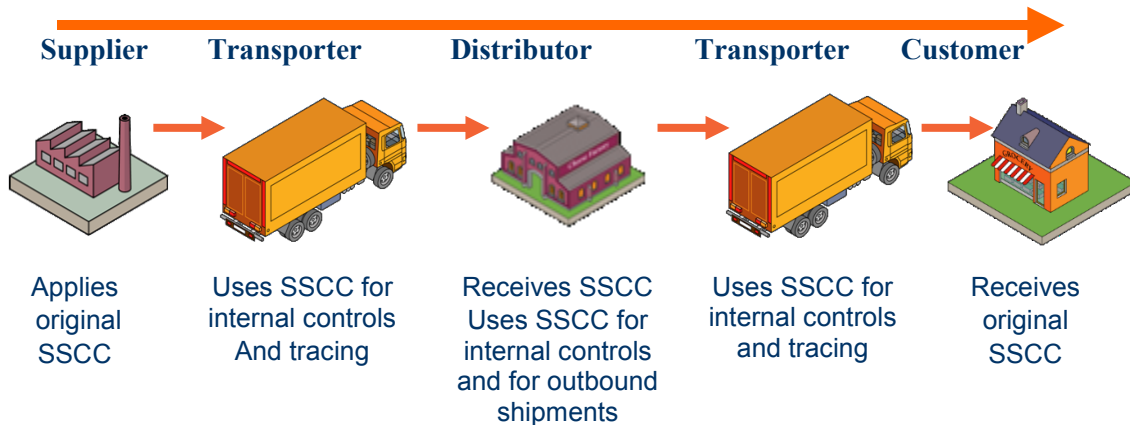 Supplier
Transporter
Distributor
Transporter
Customer
GROCERY
Applies
original
SSCC
Uses SSCC for
internal controls
And tracing
Receives SSCC
Uses SSCC for
internal controls
and for outbound
shipments
Uses SSCC for
internal controls
and tracing
Receives
original
SSCC